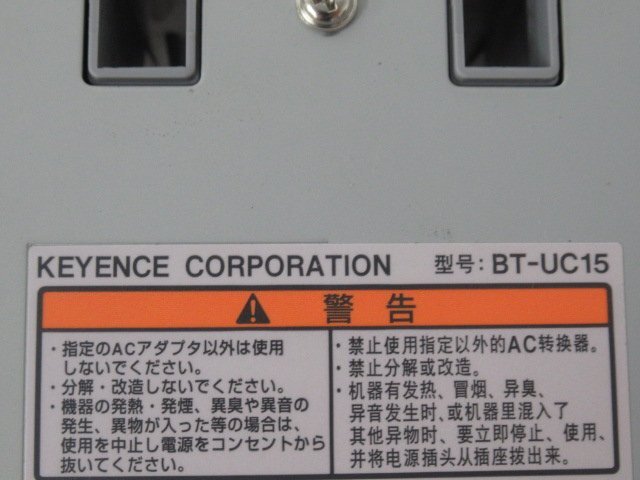 KEYENCE CORPORATION 型号: BT-UC15
警告
・指定のACアダプタ以外は使用
しないでください。
・分解・改造しないでください。
・機器の発熱・発煙、異臭や異音の
発生、異物が入った等の場合は、
使用を中止し電源をコンセントから
抜いてください。
・禁止使用指定以外的AC转换器。
・禁止分解或改造。
・机器有发热、冒烟、异臭、
异音发生时、或机器里混入了
其他异物时、要立即停止、使用、
并将电源插头从插座拨出来。